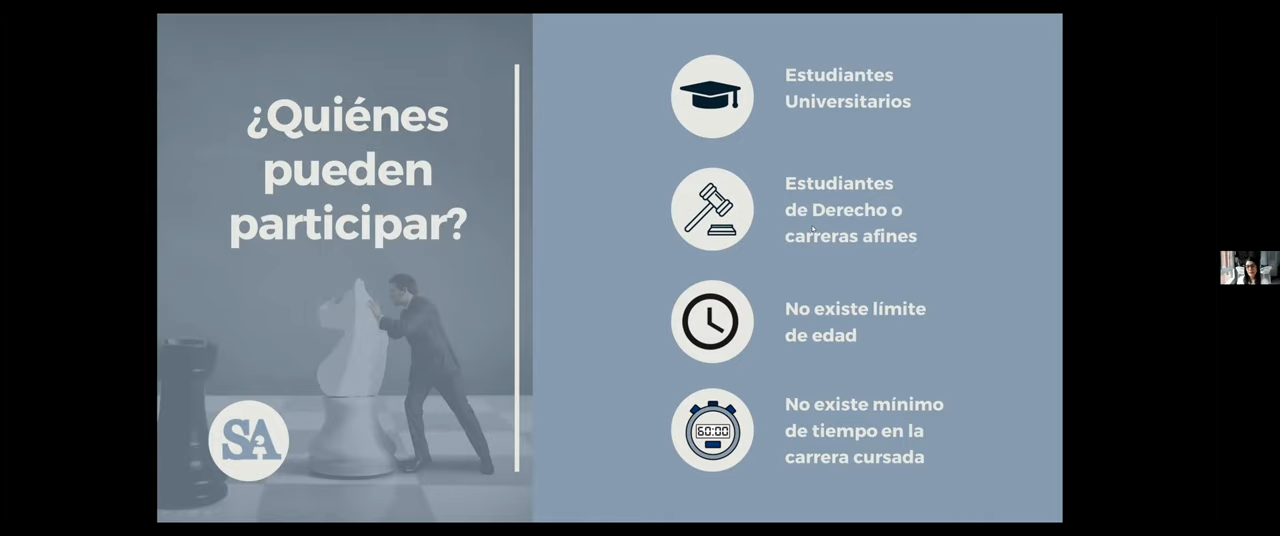 ¿Quiénes
pueden
participar?
SA
Estudiantes
Universitarios
Estudiantes
de Derecho o
carreras afines
No existe límite
de edad
60:00
No existe mínimo
de tiempo en la
carrera cursada